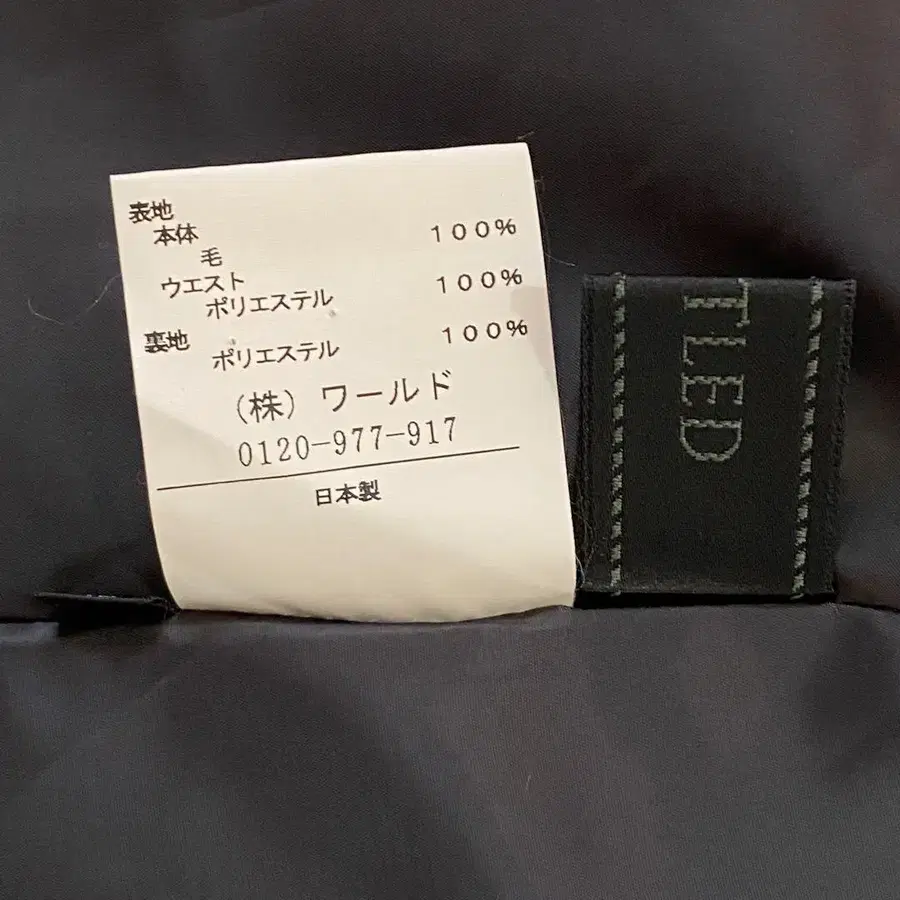 表地
本体
毛 １００%
ウエスト
ポリエステル １００%
裏地
ポリエステル １００%
（株）ワールド
0120-977-917
日本製
TLED